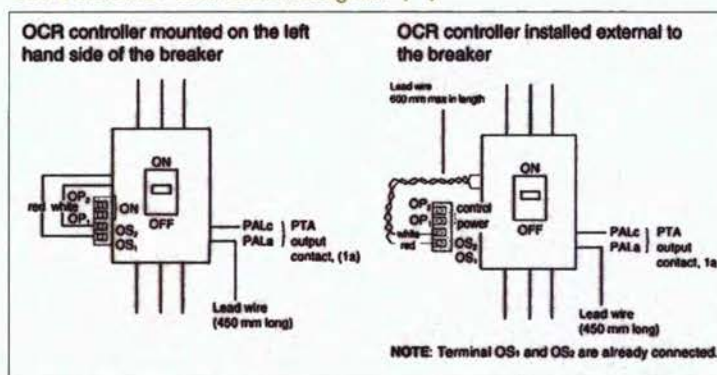 OCR controller mounted on the left
hand side of the breaker
ON
OFF
red white
OP₂
OP₁
ON
OS₂
OS₁
PALc
PALa
PTA
output
contact, (1a)
Lead wire
(450 mm long)
OCR controller installed external to
the breaker
Lead wire
600 mm max in length
ON
OFF
OP₂
OP₁
control
power
white
red
OS₂
OS₁
PALc
PALa
PTA
output
contact, 1a
Lead wire
(450 mm long)
NOTE: Terminal OS₁ and OS₂ are already connected.